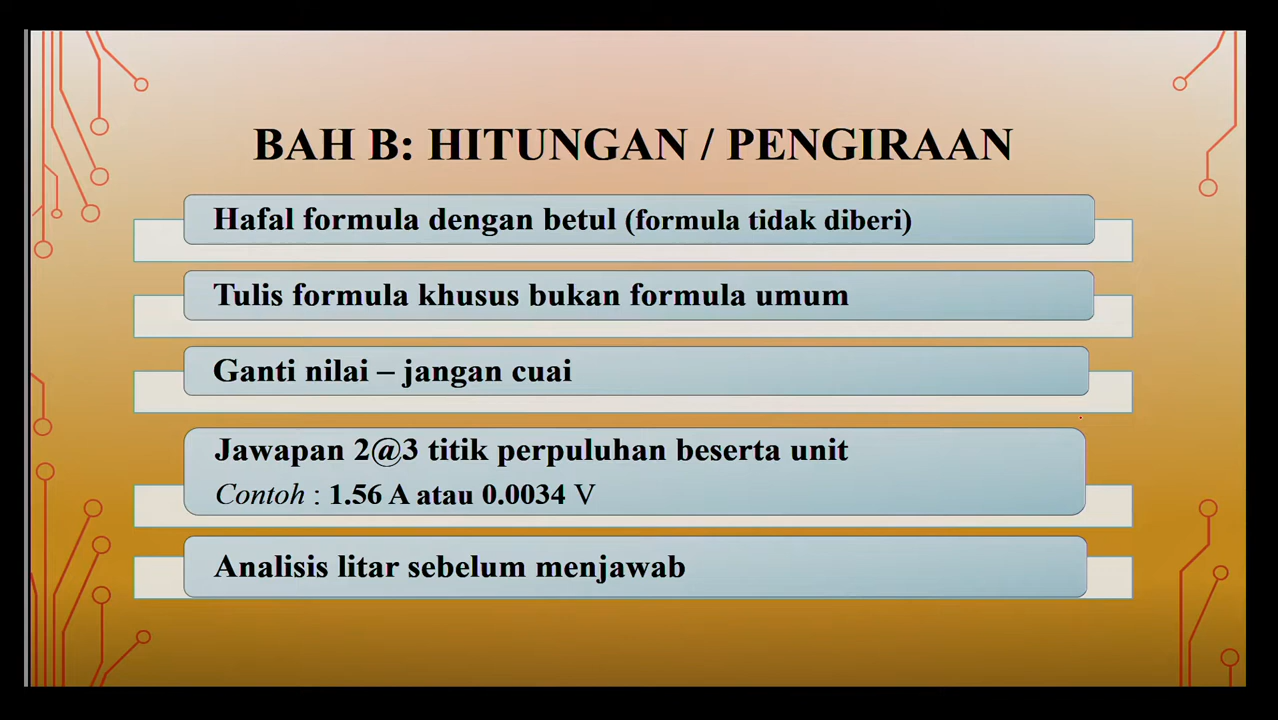 BAH B: HITUNGAN / PENGIRAAN
Hafal formula dengan betul (formula tidak diberi)
Tulis formula khusus bukan formula umum
Ganti nilai – jangan cuai
Jawapan 2@3 titik perpuluhan beserta unit
Contoh : 1.56 A atau 0.0034 V
Analisis litar sebelum menjawab